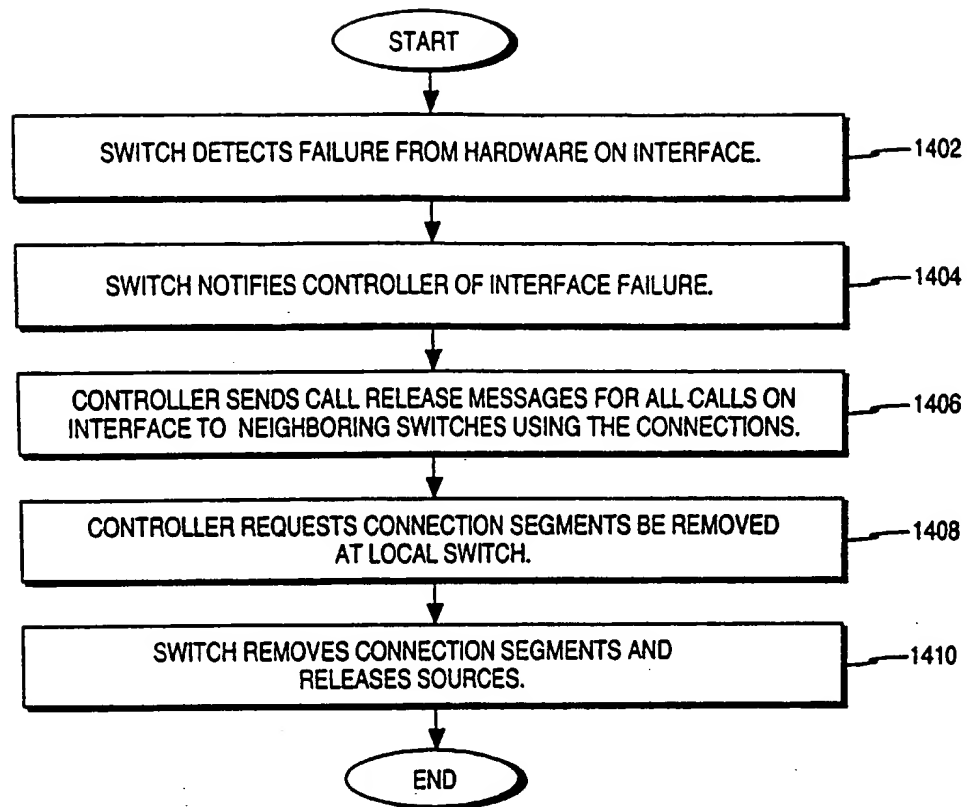 START
SWITCH DETECTS FAILURE FROM HARDWARE ON INTERFACE.
1402
SWITCH NOTIFIES CONTROLLER OF INTERFACE FAILURE.
1404
CONTROLLER SENDS CALL RELEASE MESSAGES FOR ALL CALLS ON
INTERFACE TO NEIGHBORING SWITCHES USING THE CONNECTIONS.
1406
CONTROLLER REQUESTS CONNECTION SEGMENTS BE REMOVED
AT LOCAL SWITCH.
1408
SWITCH REMOVES CONNECTION SEGMENTS AND
RELEASES SOURCES.
1410
END